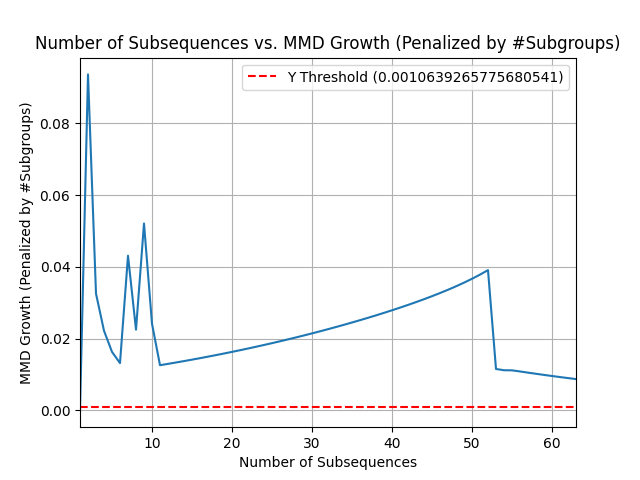 Number of Subsequences vs. MMD Growth (Penalized by #Subgroups)
Y Threshold (0.0010639265775680541)
MMD Growth (Penalized by #Subgroups)
0.08
0.06
0.04
0.02
0.00
10 20 30 40 50 60
Number of Subsequences